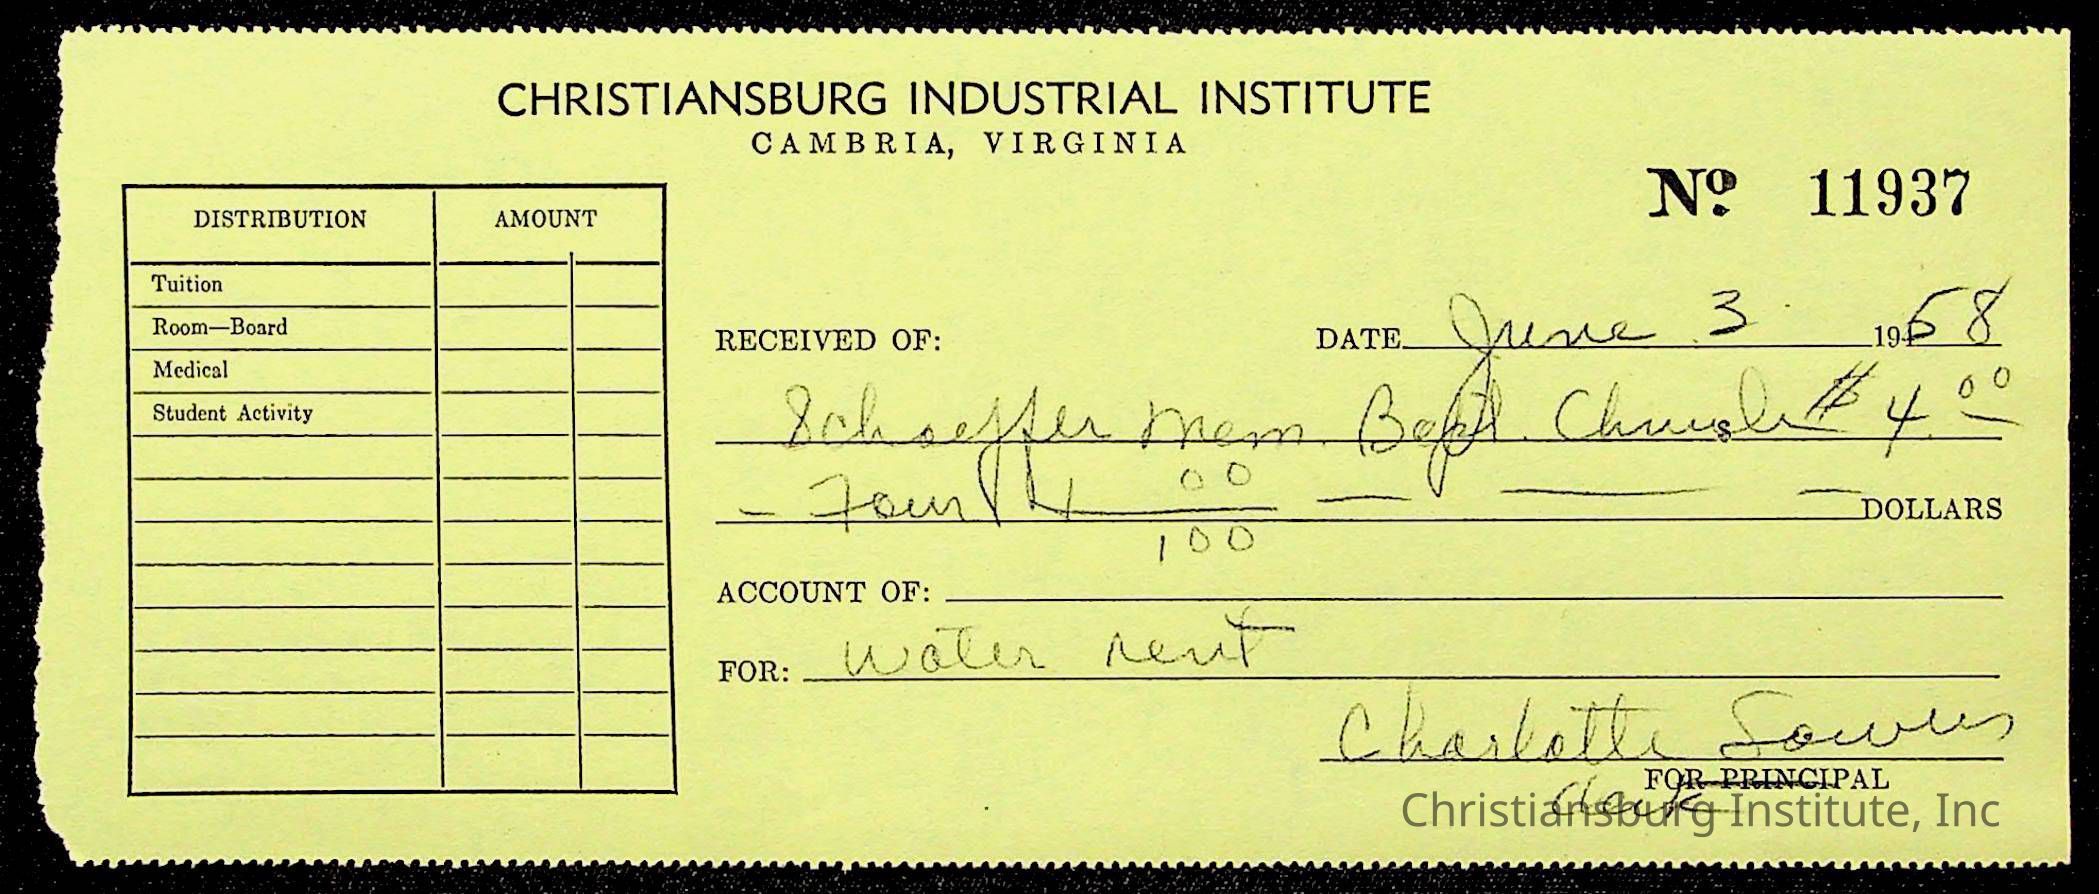 CHRISTIANSBURG INDUSTRIAL INSTITUTE
CAMBRIA, VIRGINIA
Nº 11937
DISTRIBUTION AMOUNT
Tuition
Room—Board
Medical
Student Activity
RECEIVED OF: DATE June 3 1968
Schaeffer Mem. Bapt. Church $4.00
- Four & 00/100 — — — DOLLARS
ACCOUNT OF:
FOR: water rent
Charlotte Sowers
FOR PRINCIPAL
clerk
Christiansburg Institute, Inc